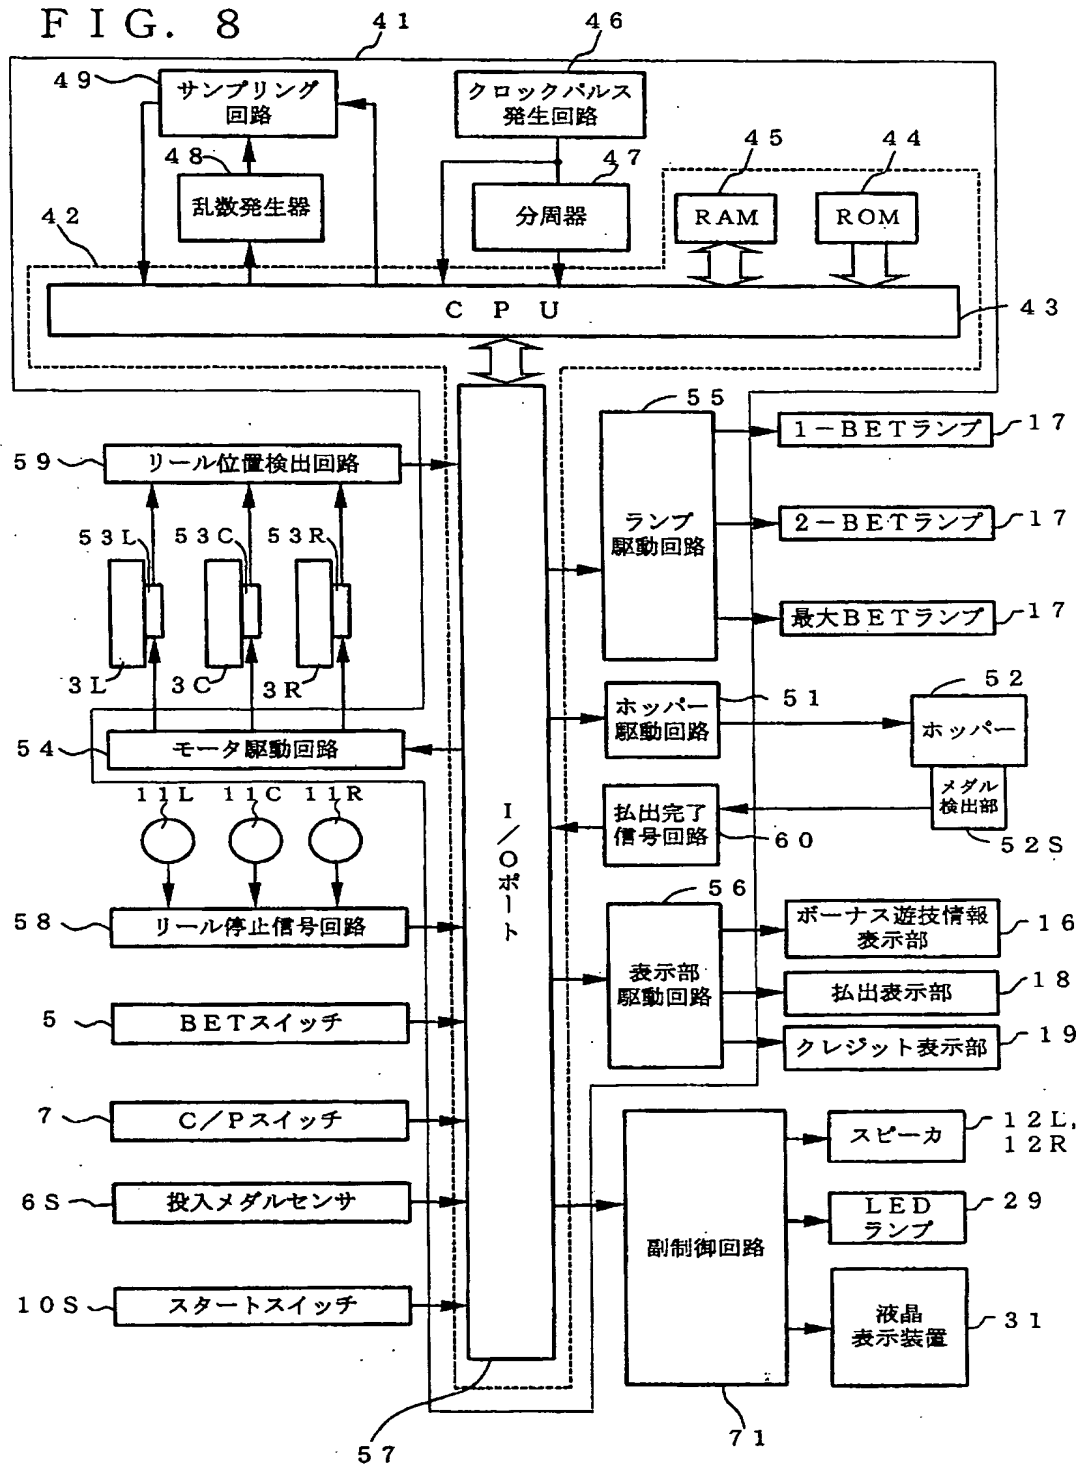 FIG. 8
41
46
49
サンプリング
回路
クロックパルス
発生回路
48
47
45
44
乱数発生器
分周器
RAM
ROM
42
CPU
43
55
1-BETランプ
17
59
リール位置検出回路
2-BETランプ
17
ランプ
駆動回路
53L
53C
53R
最大BETランプ
17
3L
3C
3R
51
52
ホッパー
駆動回路
ホッパー
54
モータ駆動回路
メダル
検出部
11L
11C
11R
払出完了
信号回路
60
52S
I/Oポート
56
58
リール停止信号回路
ボーナス遊技情報
表示部
16
表示部
駆動回路
払出表示部
18
5
BETスイッチ
クレジット表示部
19
7
C/Pスイッチ
スピーカ
12L,
12R
6S
投入メダルセンサ
LED
ランプ
29
副制御回路
10S
スタートスイッチ
液晶
表示装置
31
57
71